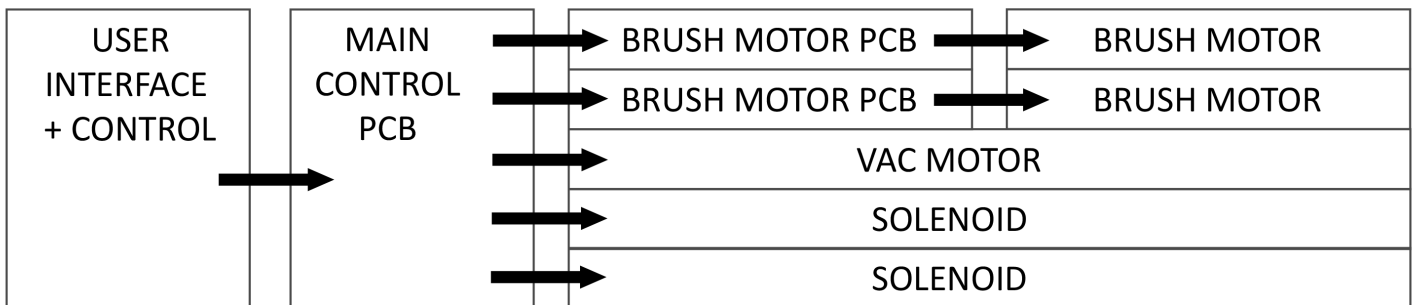 USER
INTERFACE
+ CONTROL
MAIN
CONTROL
PCB
BRUSH MOTOR PCB
BRUSH MOTOR
BRUSH MOTOR PCB
BRUSH MOTOR
VAC MOTOR
SOLENOID
SOLENOID